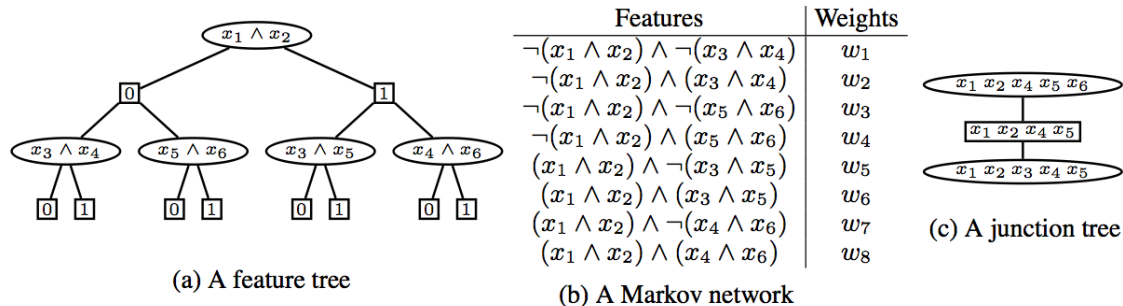 x₁ ∧ x₂
0 1
x₃ ∧ x₄ x₅ ∧ x₆ x₃ ∧ x₅ x₄ ∧ x₆
0 1 0 1 0 1 0 1
(a) A feature tree
Features Weights
¬(x₁ ∧ x₂) ∧ ¬(x₃ ∧ x₄) w₁
¬(x₁ ∧ x₂) ∧ (x₃ ∧ x₄) w₂
¬(x₁ ∧ x₂) ∧ ¬(x₅ ∧ x₆) w₃
¬(x₁ ∧ x₂) ∧ (x₅ ∧ x₆) w₄
(x₁ ∧ x₂) ∧ ¬(x₃ ∧ x₅) w₅
(x₁ ∧ x₂) ∧ (x₃ ∧ x₅) w₆
(x₁ ∧ x₂) ∧ ¬(x₄ ∧ x₆) w₇
(x₁ ∧ x₂) ∧ (x₄ ∧ x₆) w₈
(b) A Markov network
x₁ x₂ x₄ x₅ x₆
x₁ x₂ x₄ x₅
x₁ x₂ x₃ x₄ x₅
(c) A junction tree